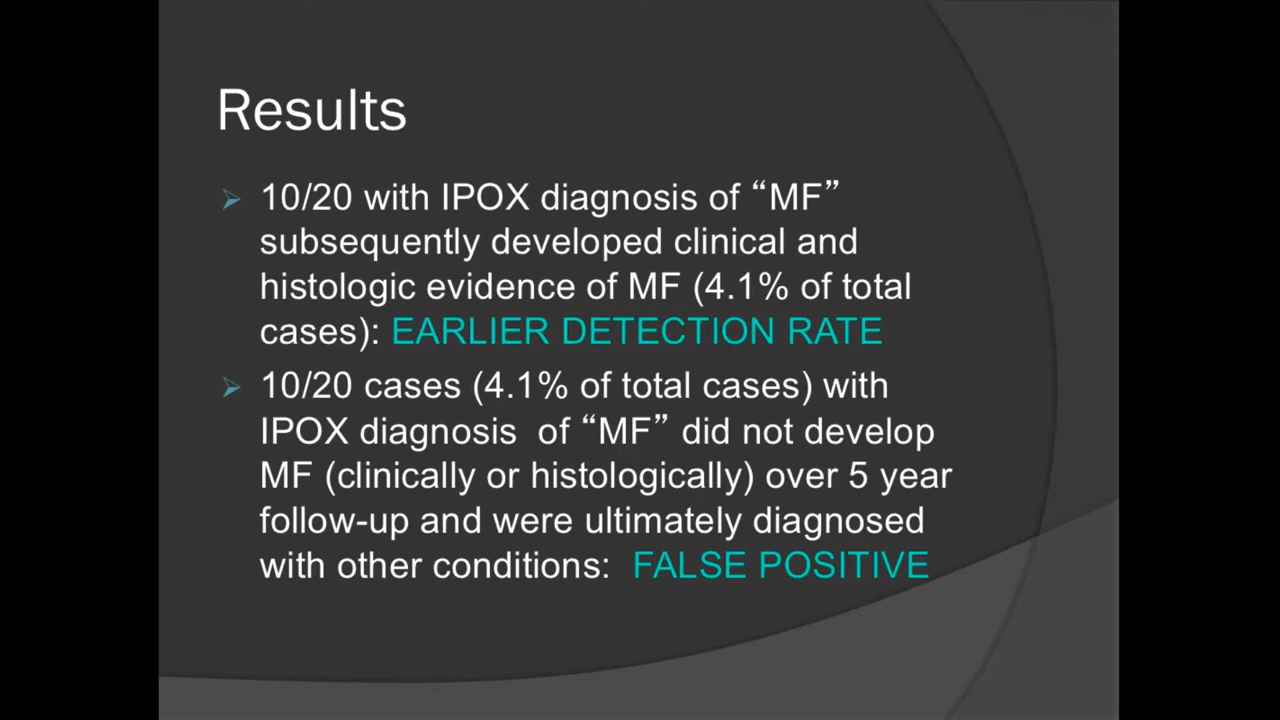 Results
10/20 with IPOX diagnosis of “MF”
subsequently developed clinical and
histologic evidence of MF (4.1% of total
cases): EARLIER DETECTION RATE
10/20 cases (4.1% of total cases) with
IPOX diagnosis  of “MF” did not develop
MF (clinically or histologically) over 5 year
follow-up and were ultimately diagnosed
with other conditions:  FALSE POSITIVE